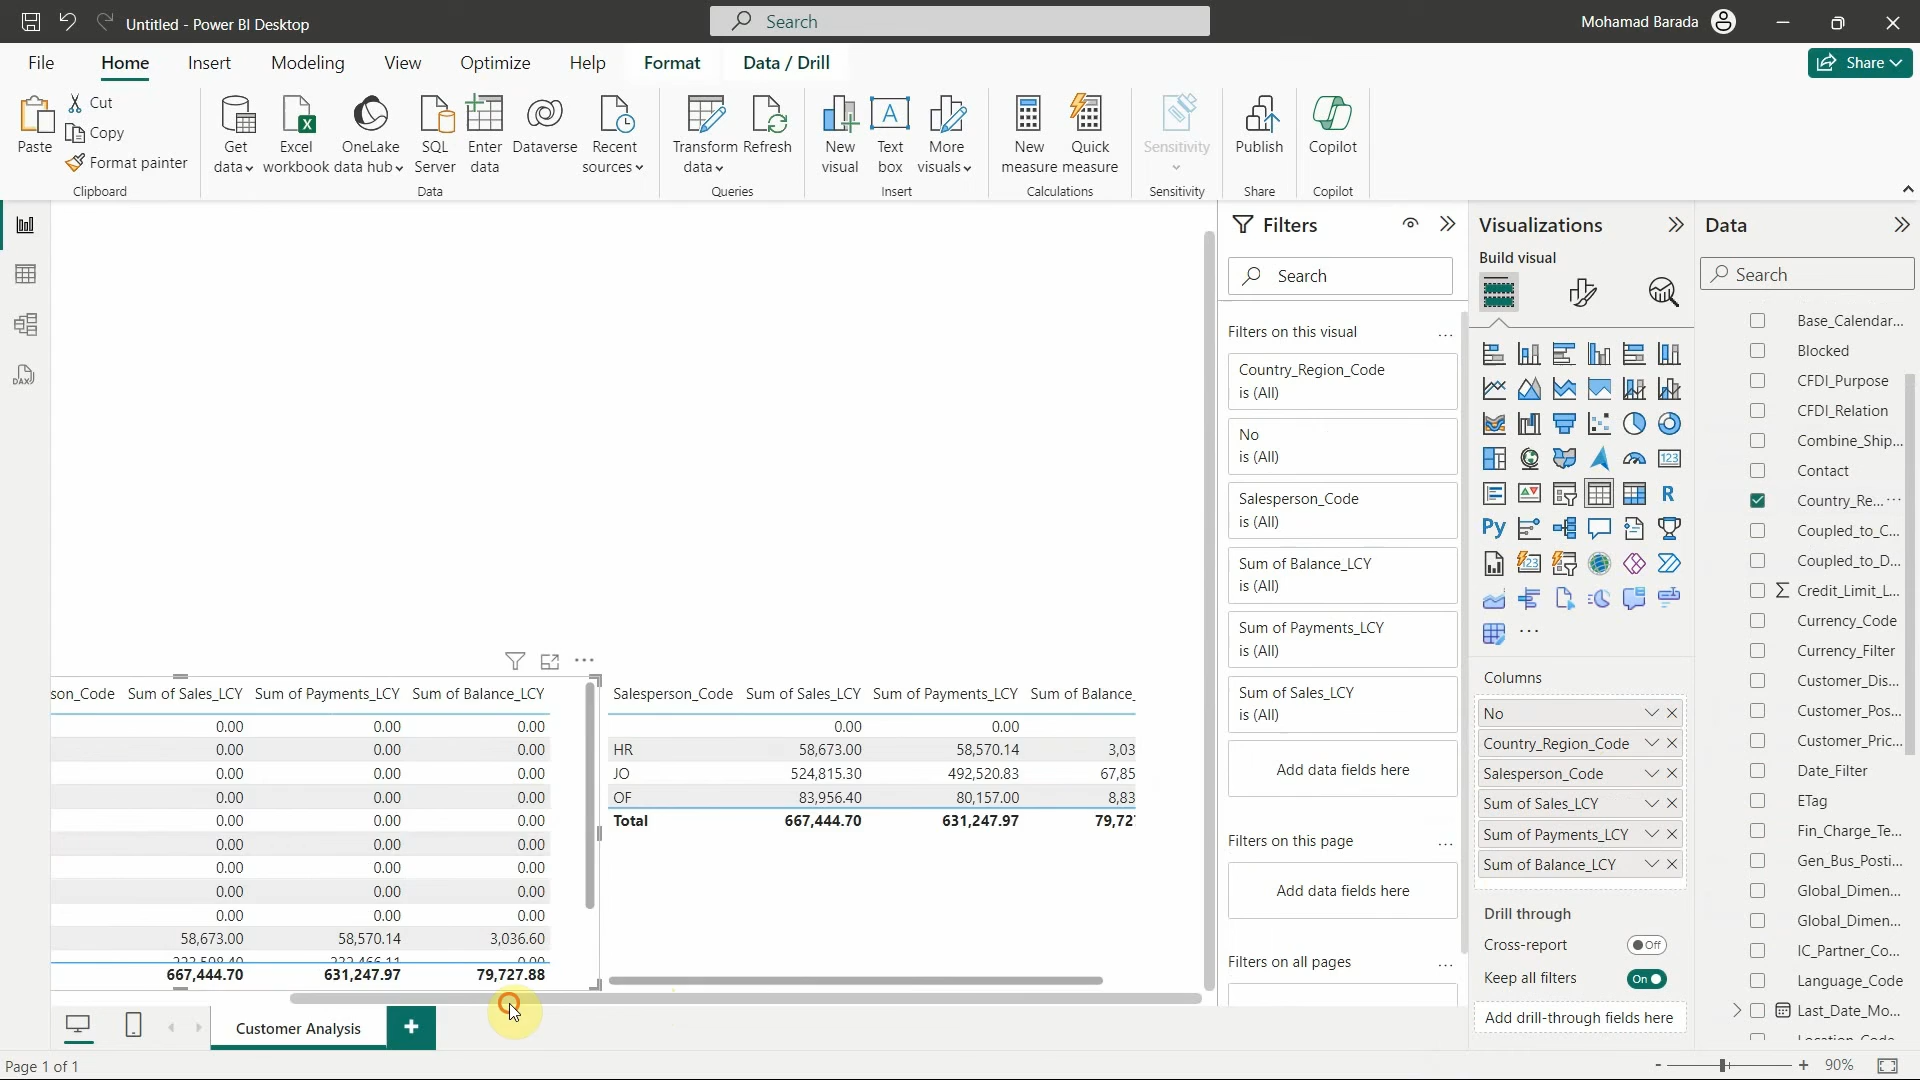 Untitled - Power BI Desktop
Search
Mohamad Barada
File Home Insert Modeling View Optimize Help Format Data / Drill
Share
Paste
Cut
Copy
Format painter
Clipboard
Get data
Excel workbook
OneLake data hub
SQL Server
Enter data
Dataverse
Recent sources
Data
Transform data
Refresh
Queries
New visual
Text box
More visuals
Insert
New measure
Quick measure
Calculations
Sensitivity
Sensitivity
Publish
Share
Copilot
Copilot
DAX
son_Code Sum of Sales_LCY Sum of Payments_LCY Sum of Balance_LCY
0.00 0.00 0.00
0.00 0.00 0.00
0.00 0.00 0.00
0.00 0.00 0.00
0.00 0.00 0.00
0.00 0.00 0.00
0.00 0.00 0.00
0.00 0.00 0.00
0.00 0.00 0.00
58,673.00 58,570.14 3,036.60
0.00
667,444.70 631,247.97 79,727.88
Salesperson_Code Sum of Sales_LCY Sum of Payments_LCY Sum of Balance_
0.00 0.00
HR 58,673.00 58,570.14 3,03
JO 524,815.30 492,520.83 67,85
OF 83,956.40 80,157.00 8,83
Total 667,444.70 631,247.97 79,72
Customer Analysis
+
Page 1 of 1
Filters
Search
Filters on this visual ...
Country_Region_Code
is (All)
No
is (All)
Salesperson_Code
is (All)
Sum of Balance_LCY
is (All)
Sum of Payments_LCY
is (All)
Sum of Sales_LCY
is (All)
Add data fields here
Filters on this page ...
Add data fields here
Filters on all pages ...
Visualizations
Build visual
123
R
Py
123
...
Columns
No
Country_Region_Code
Salesperson_Code
Sum of Sales_LCY
Sum of Payments_LCY
Sum of Balance_LCY
Drill through
Cross-report Off
Keep all filters On
Add drill-through fields here
Data
Search
Base_Calendar...
Blocked
CFDI_Purpose
CFDI_Relation
Combine_Ship...
Contact
Country_Re... ...
Coupled_to_C...
Coupled_to_D...
Credit_Limit_L...
Currency_Code
Currency_Filter
Customer_Dis...
Customer_Pos...
Customer_Pric...
Date_Filter
ETag
Fin_Charge_Te...
Gen_Bus_Posti...
Global_Dimen...
Global_Dimen...
IC_Partner_Co...
Language_Code
Last_Date_Mo...
- + 90%